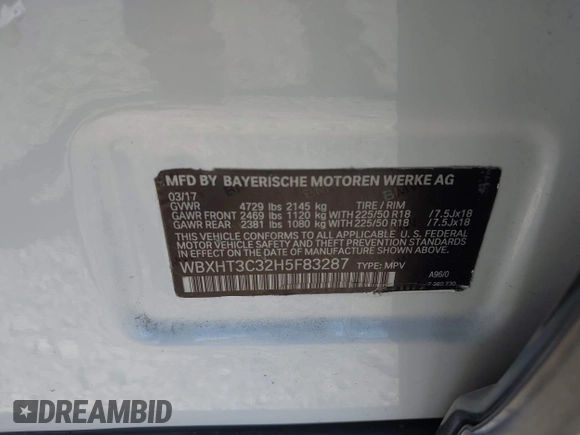 MFD BY BAYERISCHE MOTOREN WERKE AG
03/17
GVWR 4729 lbs 2145 kg TIRE / RIM
GAWR FRONT 2469 lbs 1120 kg WITH 225/50 R18 /7.5Jx18
GAWR REAR 2381 lbs 1080 kg WITH 225/50 R18 /7.5Jx18
THIS VEHICLE CONFORMS TO ALL APPLICABLE U. S. FEDERAL
MOTOR VEHICLE SAFETY STANDARDS IN
EFFECT ON THE DATE OF MANUFACTURE SHOWN ABOVE.
WBXHT3C32H5F83287 TYPE: MPV A96/0
DREAMBID